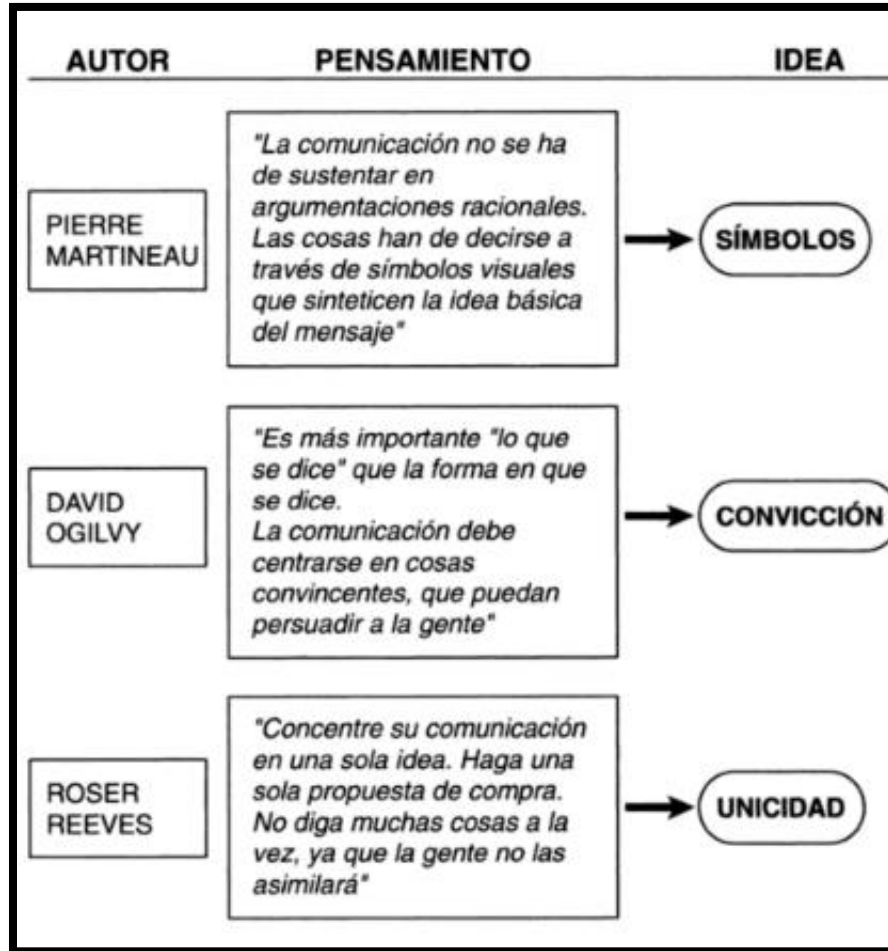 AUTOR PENSAMIENTO IDEA
PIERRE
MARTINEAU
"La comunicación no se ha
de sustentar en
argumentaciones racionales.
Las cosas han de decirse a
través de símbolos visuales
que sinteticen la idea básica
del mensaje"
SÍMBOLOS
DAVID
OGILVY
"Es más importante "lo que
se dice" que la forma en que
se dice.
La comunicación debe
centrarse en cosas
convincentes, que puedan
persuadir a la gente"
CONVICCIÓN
ROSER
REEVES
"Concentre su comunicación
en una sola idea. Haga una
sola propuesta de compra.
No diga muchas cosas a la
vez, ya que la gente no las
asimilará"
UNICIDAD